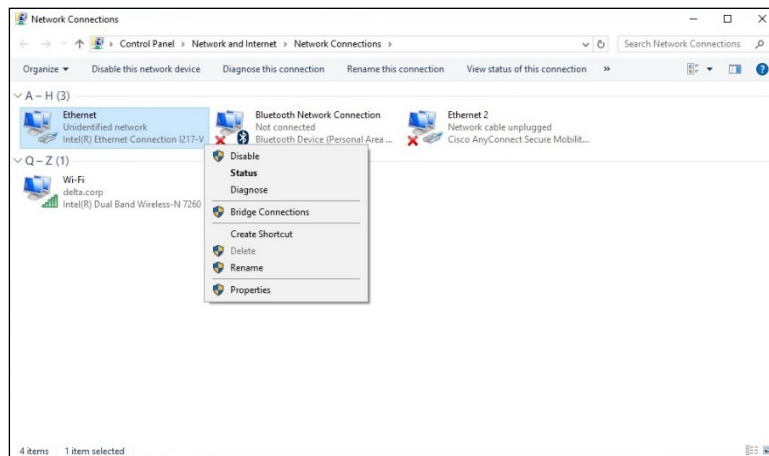 Network Connections
Control Panel > Network and Internet > Network Connections >
Search Network Connections
Organize
Disable this network device
Diagnose this connection
Rename this connection
View status of this connection
»
A – H (3)
Ethernet
Unidentified network
Intel(R) Ethernet Connection I217-V
Bluetooth Network Connection
Not connected
Bluetooth Device (Personal Area ...
Ethernet 2
Network cable unplugged
Cisco AnyConnect Secure Mobilit...
Q – Z (1)
Wi-Fi
delta.corp
Intel(R) Dual Band Wireless-N 7260
Disable
Status
Diagnose
Bridge Connections
Create Shortcut
Delete
Rename
Properties
4 items
1 item selected